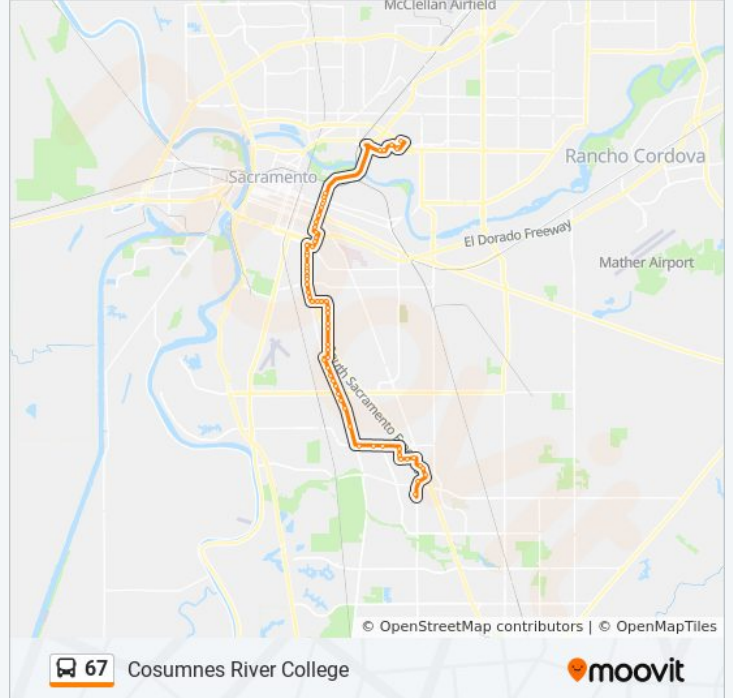 McClellan Airfield
Rancho Cordova
Sacramento
El Dorado Freeway
Mather Airport
South Sacramento F
© OpenStreetMap contributors | © OpenMapTiles
67 Cosumnes River College
moovit